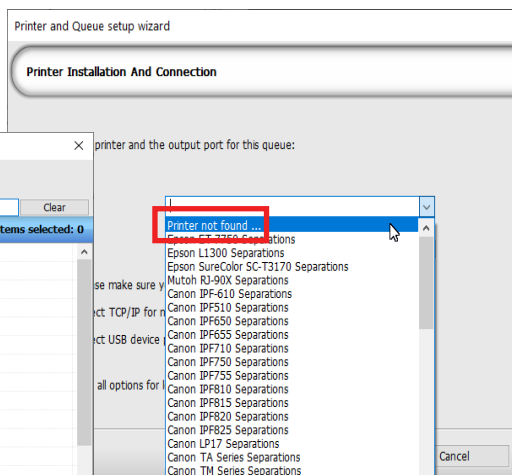 Printer and Queue setup wizard
Printer Installation And Connection
printer and the output port for this queue:
Clear
tems selected: 0
Printer not found ...
Epson ET-7750 Separations
Epson L1300 Separations
Epson SureColor SC-T3170 Separations
se make sure y
Mutoh RJ-90X Separations
Canon IPF-610 Separations
ect TCP/IP for n
Canon IPF510 Separations
Canon IPF650 Separations
ect USB device
Canon IPF655 Separations
Canon IPF710 Separations
Canon IPF750 Separations
Canon IPF755 Separations
all options for l
Canon IPF810 Separations
Canon IPF815 Separations
Canon IPF820 Separations
Canon IPF825 Separations
Canon LP17 Separations
Canon TA Series Separations
Cancel
Canon TM Series Separations